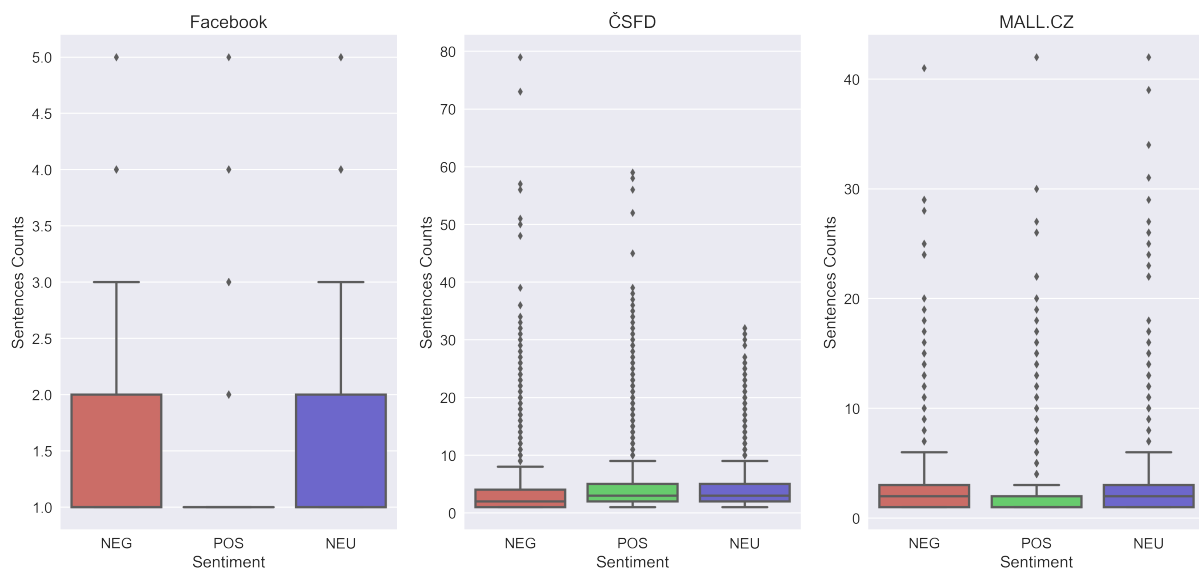 Facebook
5.0
4.5
4.0
3.5
3.0
2.5
2.0
1.5
1.0
Sentences Counts
NEG POS NEU
Sentiment
ČSFD
80
70
60
50
40
30
20
10
0
Sentences Counts
NEG POS NEU
Sentiment
MALL.CZ
40
30
20
10
0
Sentences Counts
NEG POS NEU
Sentiment